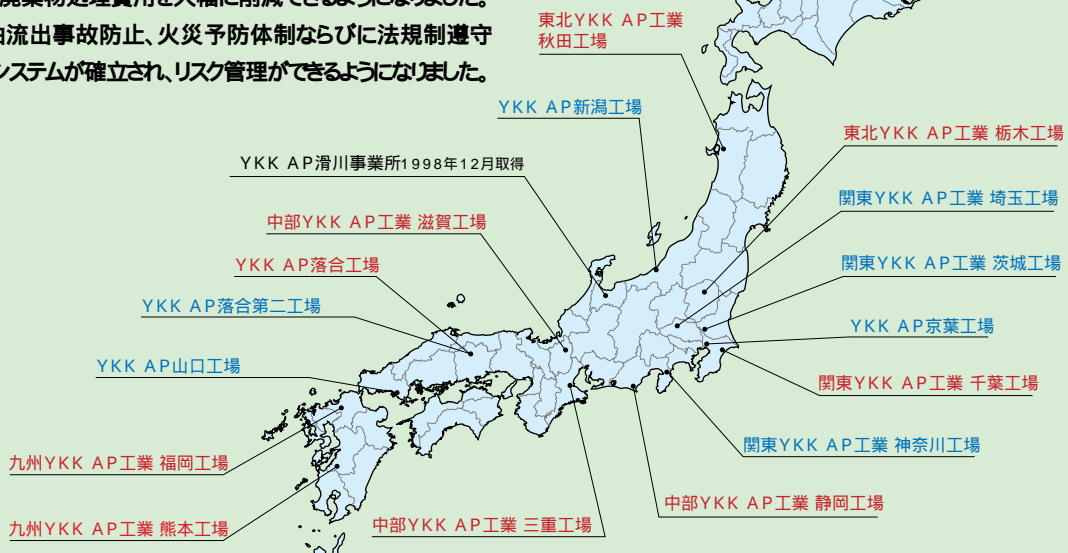 廃棄物処理費用を大幅に削減できるようになりました。
油流出事故防止、火災予防体制ならびに法規制遵守
システムが確立され、リスク管理ができるようになりました。
東北YKK AP工業
秋田工場
YKK AP新潟工場
東北YKK AP工業 栃木工場
YKK AP滑川事業所1998年12月取得
関東YKK AP工業 埼玉工場
中部YKK AP工業 滋賀工場
YKK AP落合工場
関東YKK AP工業 茨城工場
YKK AP落合第二工場
YKK AP京葉工場
YKK AP山口工場
関東YKK AP工業 千葉工場
関東YKK AP工業 神奈川工場
九州YKK AP工業 福岡工場
中部YKK AP工業 静岡工場
九州YKK AP工業 熊本工場
中部YKK AP工業 三重工場